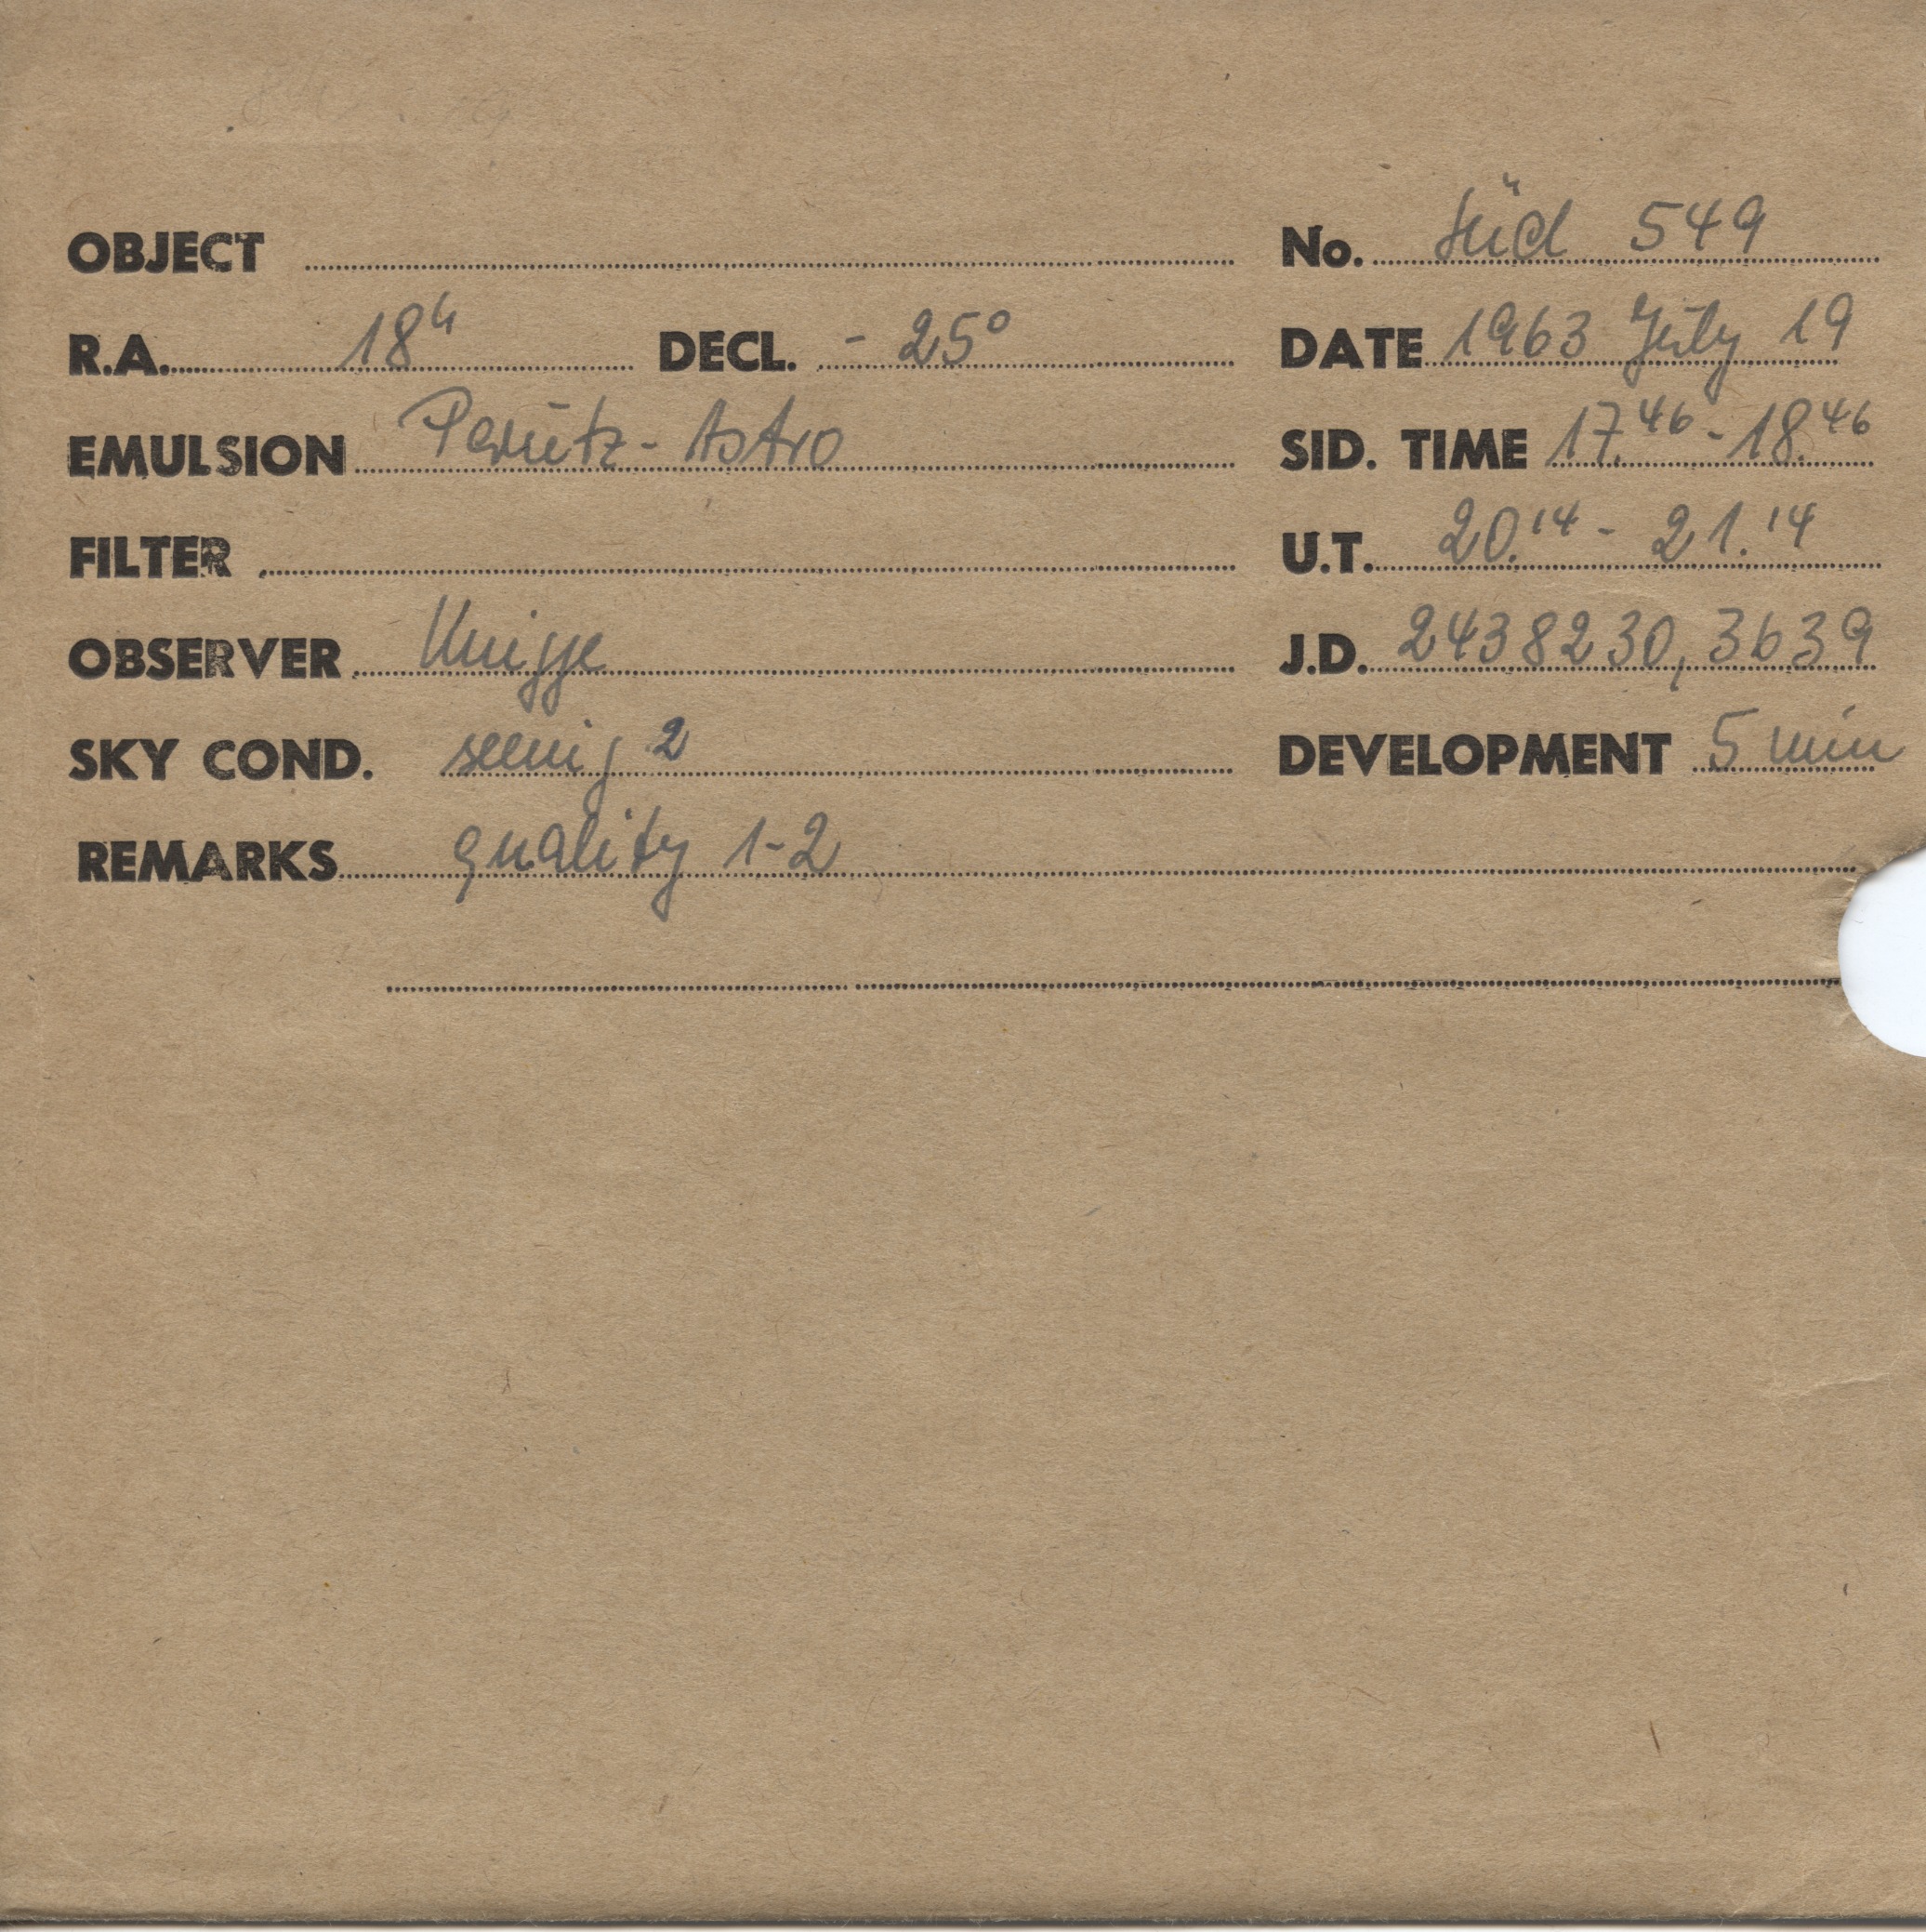 OBJECT No. Süd 549
R.A. 18h DECL. - 25° DATE 1963 July 19
EMULSION Perutz-Astro SID. TIME 17.46 - 18.46
FILTER U.T. 20.14 - 21.14
OBSERVER Knigge J.D. 2438230,3639
SKY COND. seeing 2 DEVELOPMENT 5 min
REMARKS quality 1-2